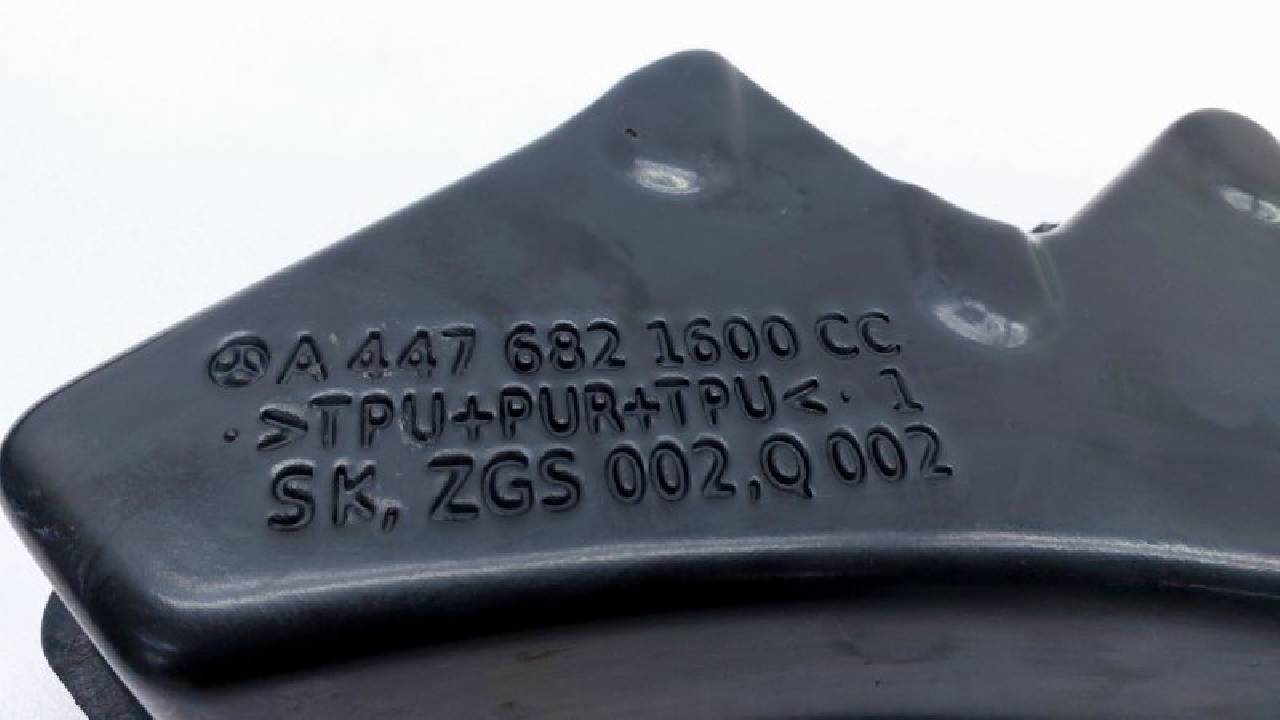 A 447 682 1600 CC
· >TPU+PUR+TPU<· 1
SK, ZGS 002,Q 002